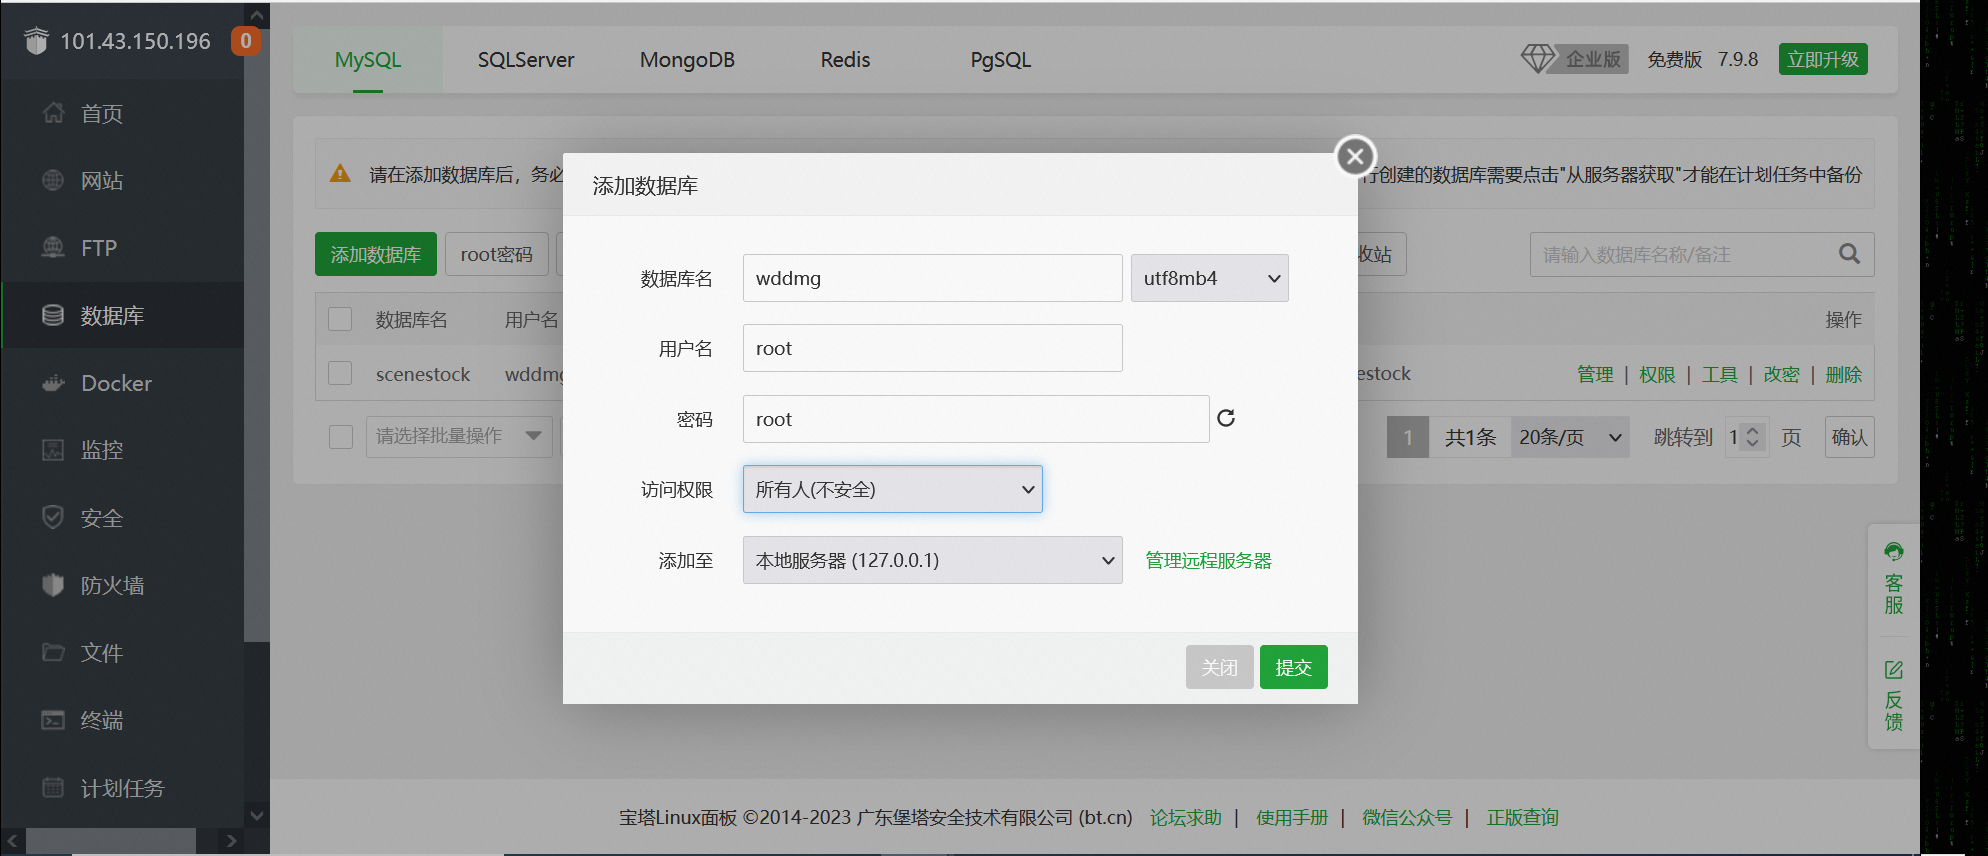 101.43.150.196 0
首页
网站
FTP
数据库
Docker
监控
安全
防火墙
文件
终端
计划任务
MySQL SQLServer MongoDB Redis PgSQL
企业版 免费版 7.9.8 立即升级
请在添加数据库后，务必
行创建的数据库需要点击"从服务器获取"才能在计划任务中备份
添加数据库 root密码
收站 请输入数据库名称/备注
数据库名 用户名 操作
scenestock wddmg
estock 管理 | 权限 | 工具 | 改密 | 删除
请选择批量操作
1 共1条 20条/页 跳转到 1 页 确认
添加数据库
数据库名 wddmg utf8mb4
用户名 root
密码 root
访问权限 所有人(不安全)
添加至 本地服务器 (127.0.0.1) 管理远程服务器
关闭 提交
客服
反馈
宝塔Linux面板 ©2014-2023 广东堡塔安全技术有限公司 (bt.cn) 论坛求助 | 使用手册 | 微信公众号 | 正版查询